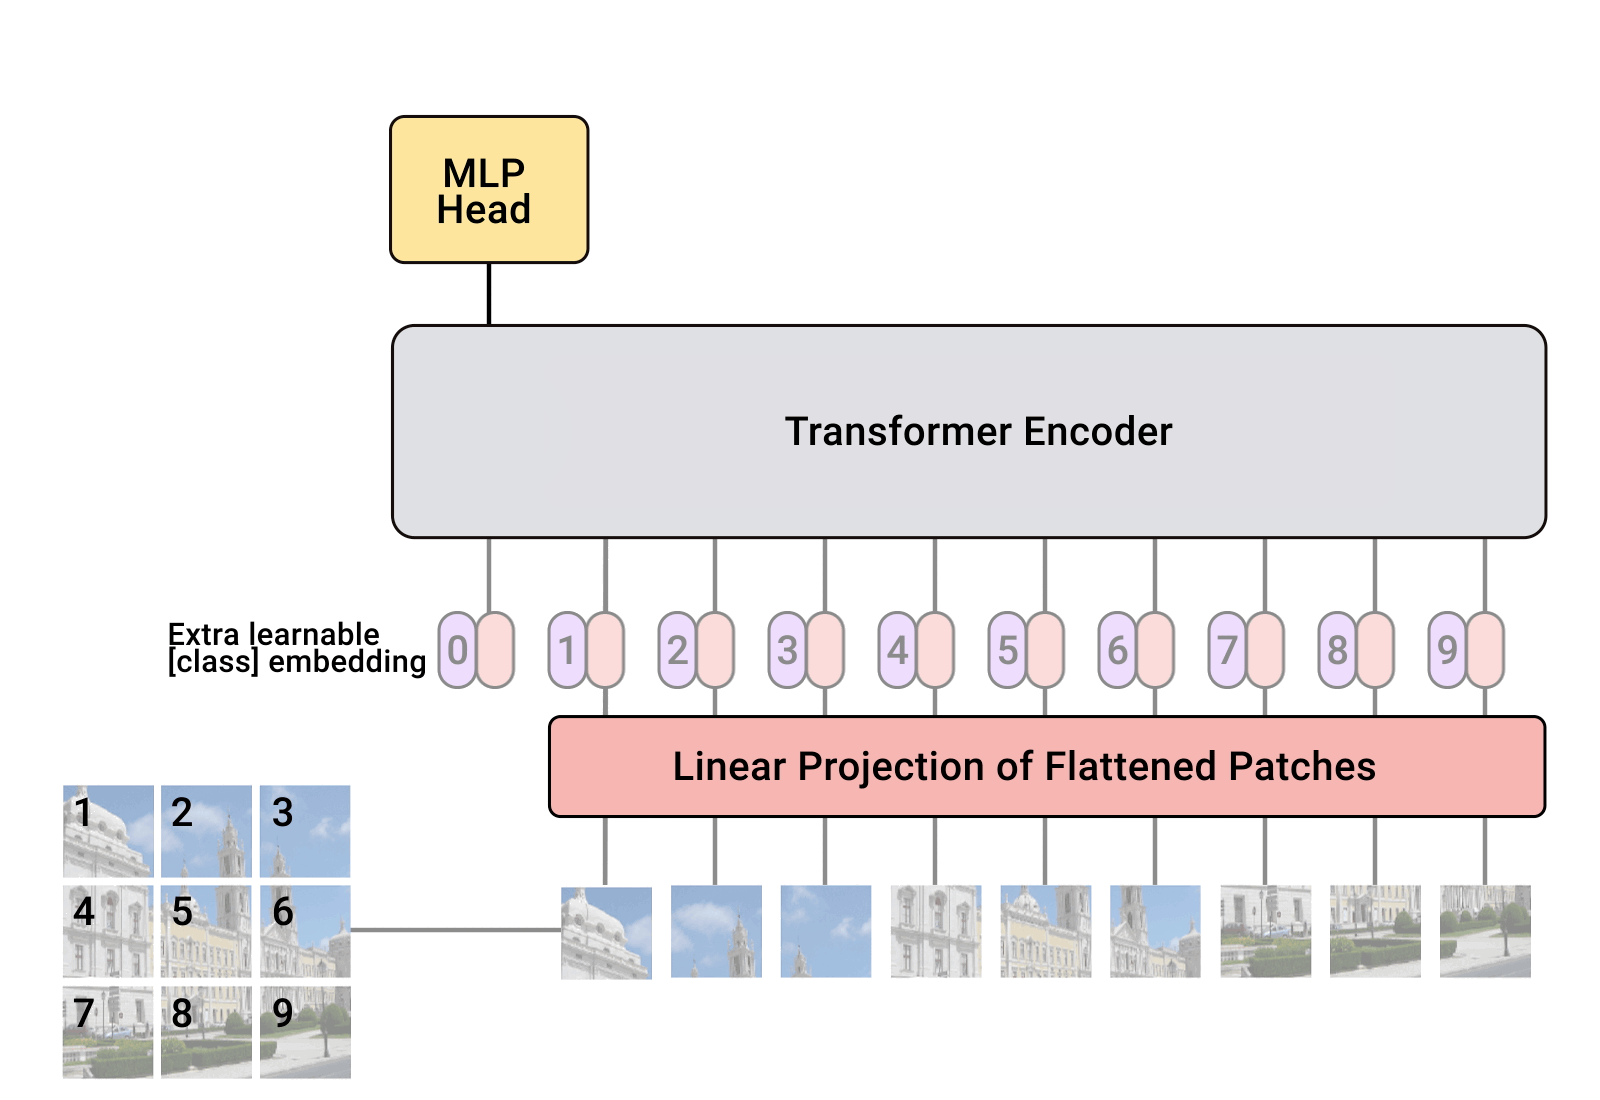 MLP
Head
Transformer Encoder
Extra learnable
[class] embedding
0 1 2 3 4 5 6 7 8 9
Linear Projection of Flattened Patches
1 2 3
4 5 6
7 8 9